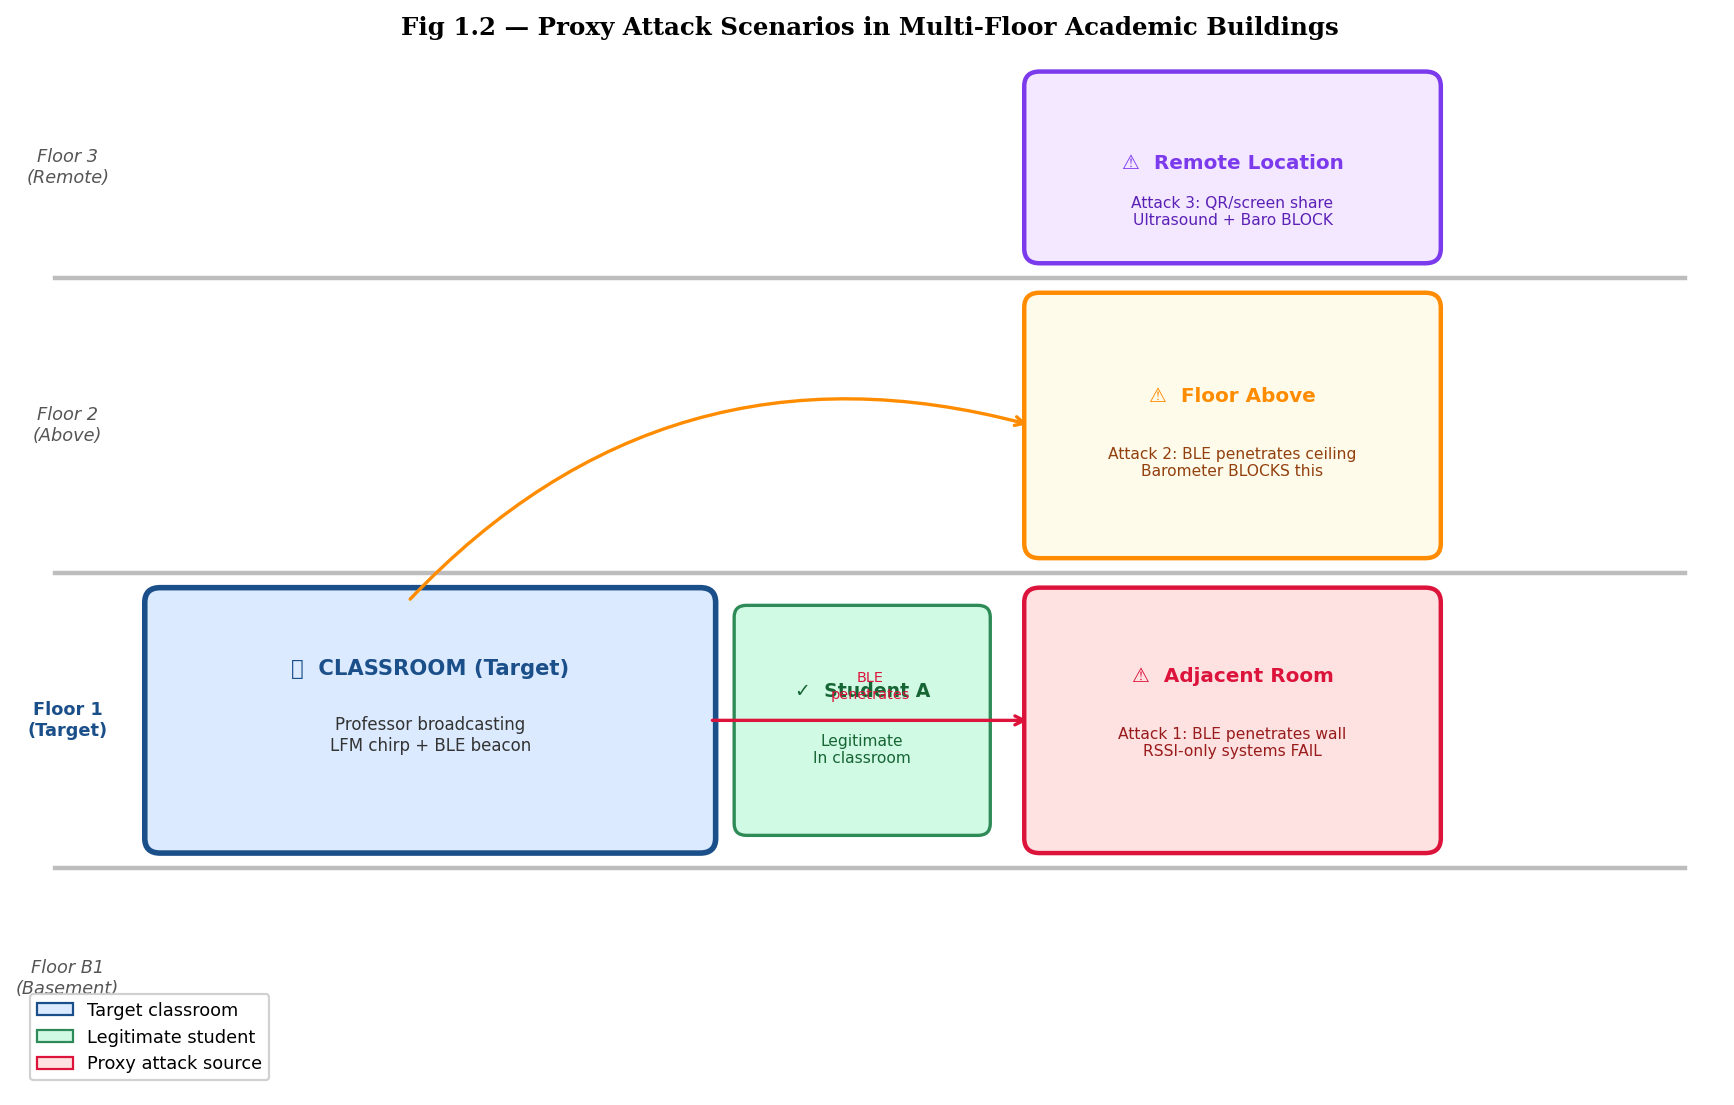 Fig 1.2 — Proxy Attack Scenarios in Multi-Floor Academic Buildings
Floor 3
(Remote)
⚠ Remote Location
Attack 3: QR/screen share
Ultrasound + Baro BLOCK
Floor 2
(Above)
⚠ Floor Above
Attack 2: BLE penetrates ceiling
Barometer BLOCKS this
Floor 1
(Target)
CLASSROOM (Target)
Professor broadcasting
LFM chirp + BLE beacon
BLE
penetrates
✓ Student A
Legitimate
In classroom
⚠ Adjacent Room
Attack 1: BLE penetrates wall
RSSI-only systems FAIL
Floor B1
(Basement)
Target classroom
Legitimate student
Proxy attack source